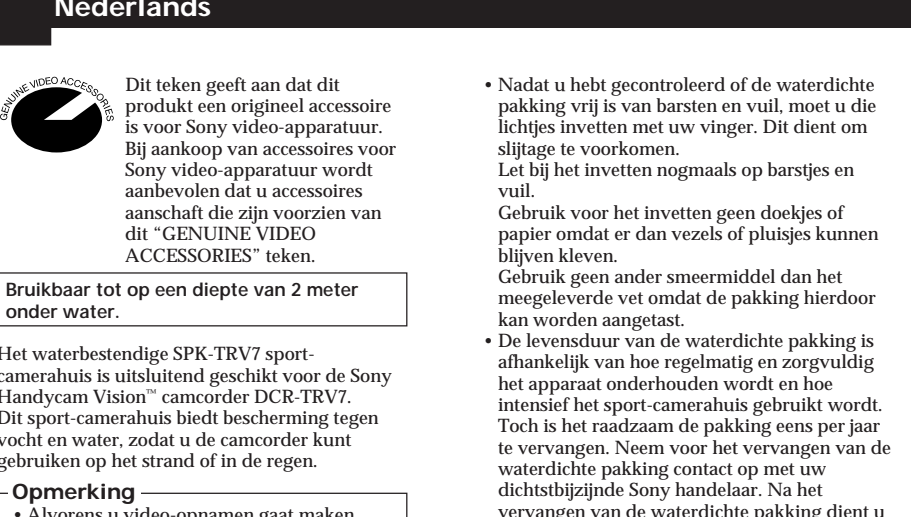 Nederlands
GENUINE VIDEO ACCESSORIES
Dit teken geeft aan dat dit
produkt een origineel accessoire
is voor Sony video-apparatuur.
Bij aankoop van accessoires voor
Sony video-apparatuur wordt
aanbevolen dat u accessoires
aanschaft die zijn voorzien van
dit “GENUINE VIDEO
ACCESSORIES” teken.
Bruikbaar tot op een diepte van 2 meter
onder water.
Het waterbestendige SPK-TRV7 sport-
camerahuis is uitsluitend geschikt voor de Sony
Handycam Vision™ camcorder DCR-TRV7.
Dit sport-camerahuis biedt bescherming tegen
vocht en water, zodat u de camcorder kunt
gebruiken op het strand of in de regen.
Opmerking
• Alvorens u video-opnamen gaat maken
• Nadat u hebt gecontroleerd of de waterdichte
pakking vrij is van barsten en vuil, moet u die
lichtjes invetten met uw vinger. Dit dient om
slijtage te voorkomen.
Let bij het invetten nogmaals op barstjes en
vuil.
Gebruik voor het invetten geen doekjes of
papier omdat er dan vezels of pluisjes kunnen
blijven kleven.
Gebruik geen ander smeermiddel dan het
meegeleverde vet omdat de pakking hierdoor
kan worden aangetast.
• De levensduur van de waterdichte pakking is
afhankelijk van hoe regelmatig en zorgvuldig
het apparaat onderhouden wordt en hoe
intensief het sport-camerahuis gebruikt wordt.
Toch is het raadzaam de pakking eens per jaar
te vervangen. Neem voor het vervangen van de
waterdichte pakking contact op met uw
dichtstbijzijnde Sony handelaar. Na het
vervangen van de waterdichte pakking dient u